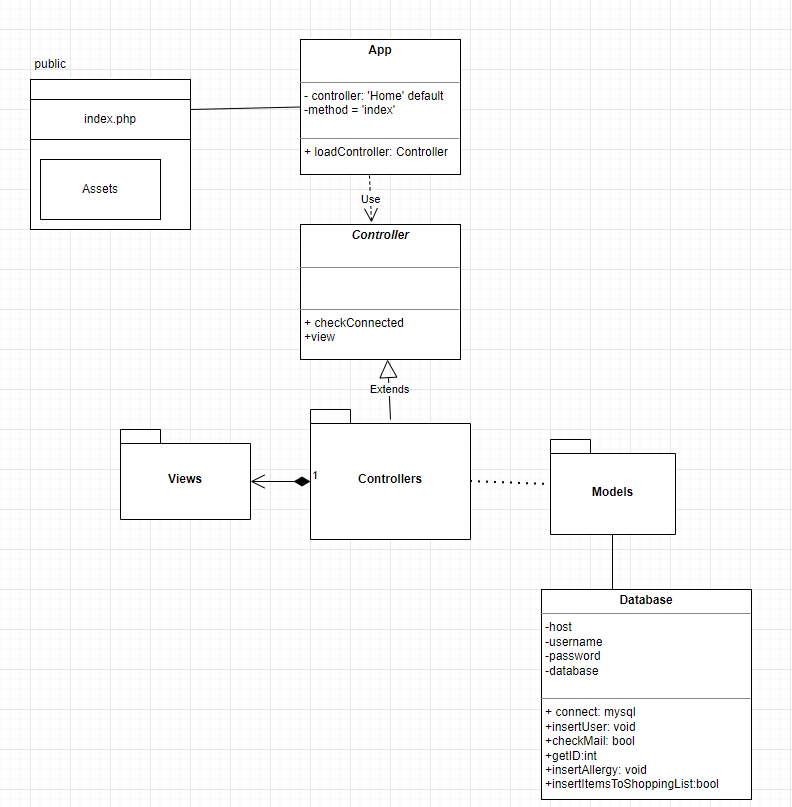 public
index.php
Assets
App
- controller: 'Home' default
-method = 'index'
+ loadController: Controller
Use
Controller
+ checkConnected
+view
Extends
Views
1
Controllers
Models
Database
-host
-username
-password
-database
+ connect: mysql
+insertUser: void
+checkMail: bool
+getID:int
+insertAllergy: void
+insertItemsToShoppingList:bool